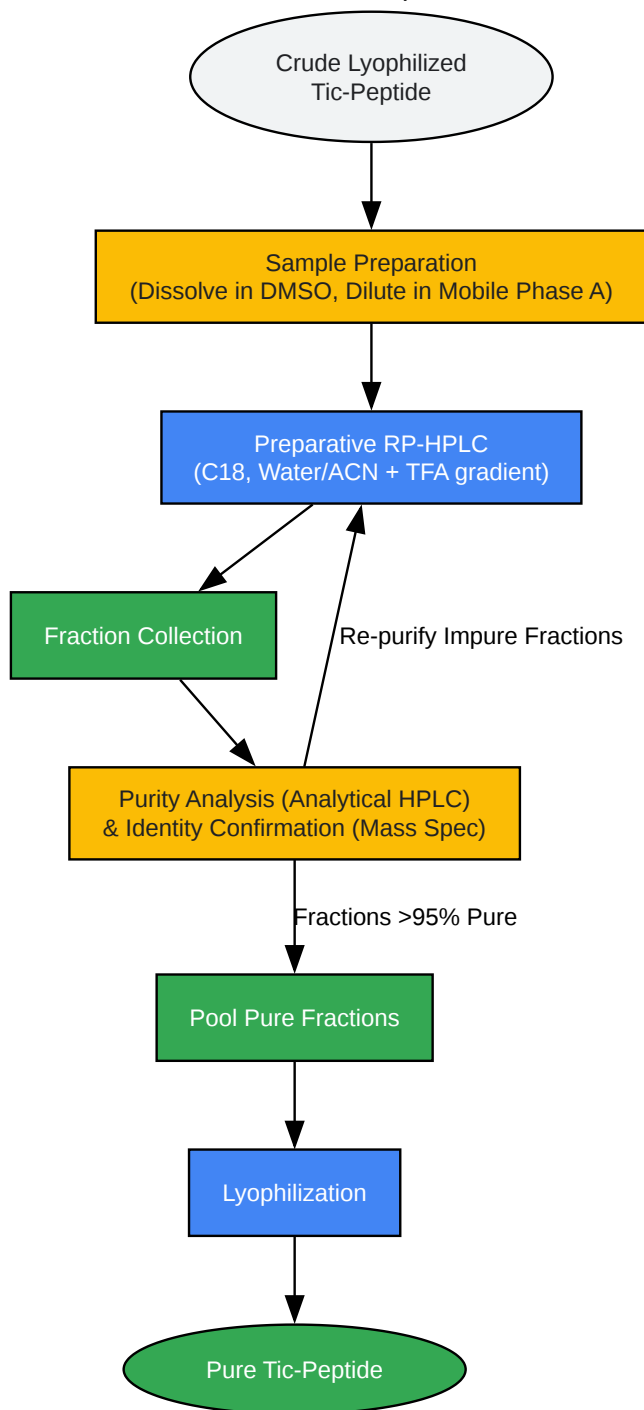 Crude Lyophilized
Tic-Peptide
Sample Preparation
(Dissolve in DMSO, Dilute in Mobile Phase A)
Preparative RP-HPLC
(C18, Water/ACN + TFA gradient)
Fraction Collection
Re-purify Impure Fractions
Purity Analysis (Analytical HPLC)
& Identity Confirmation (Mass Spec)
Fractions >95% Pure
Pool Pure Fractions
Lyophilization
Pure Tic-Peptide